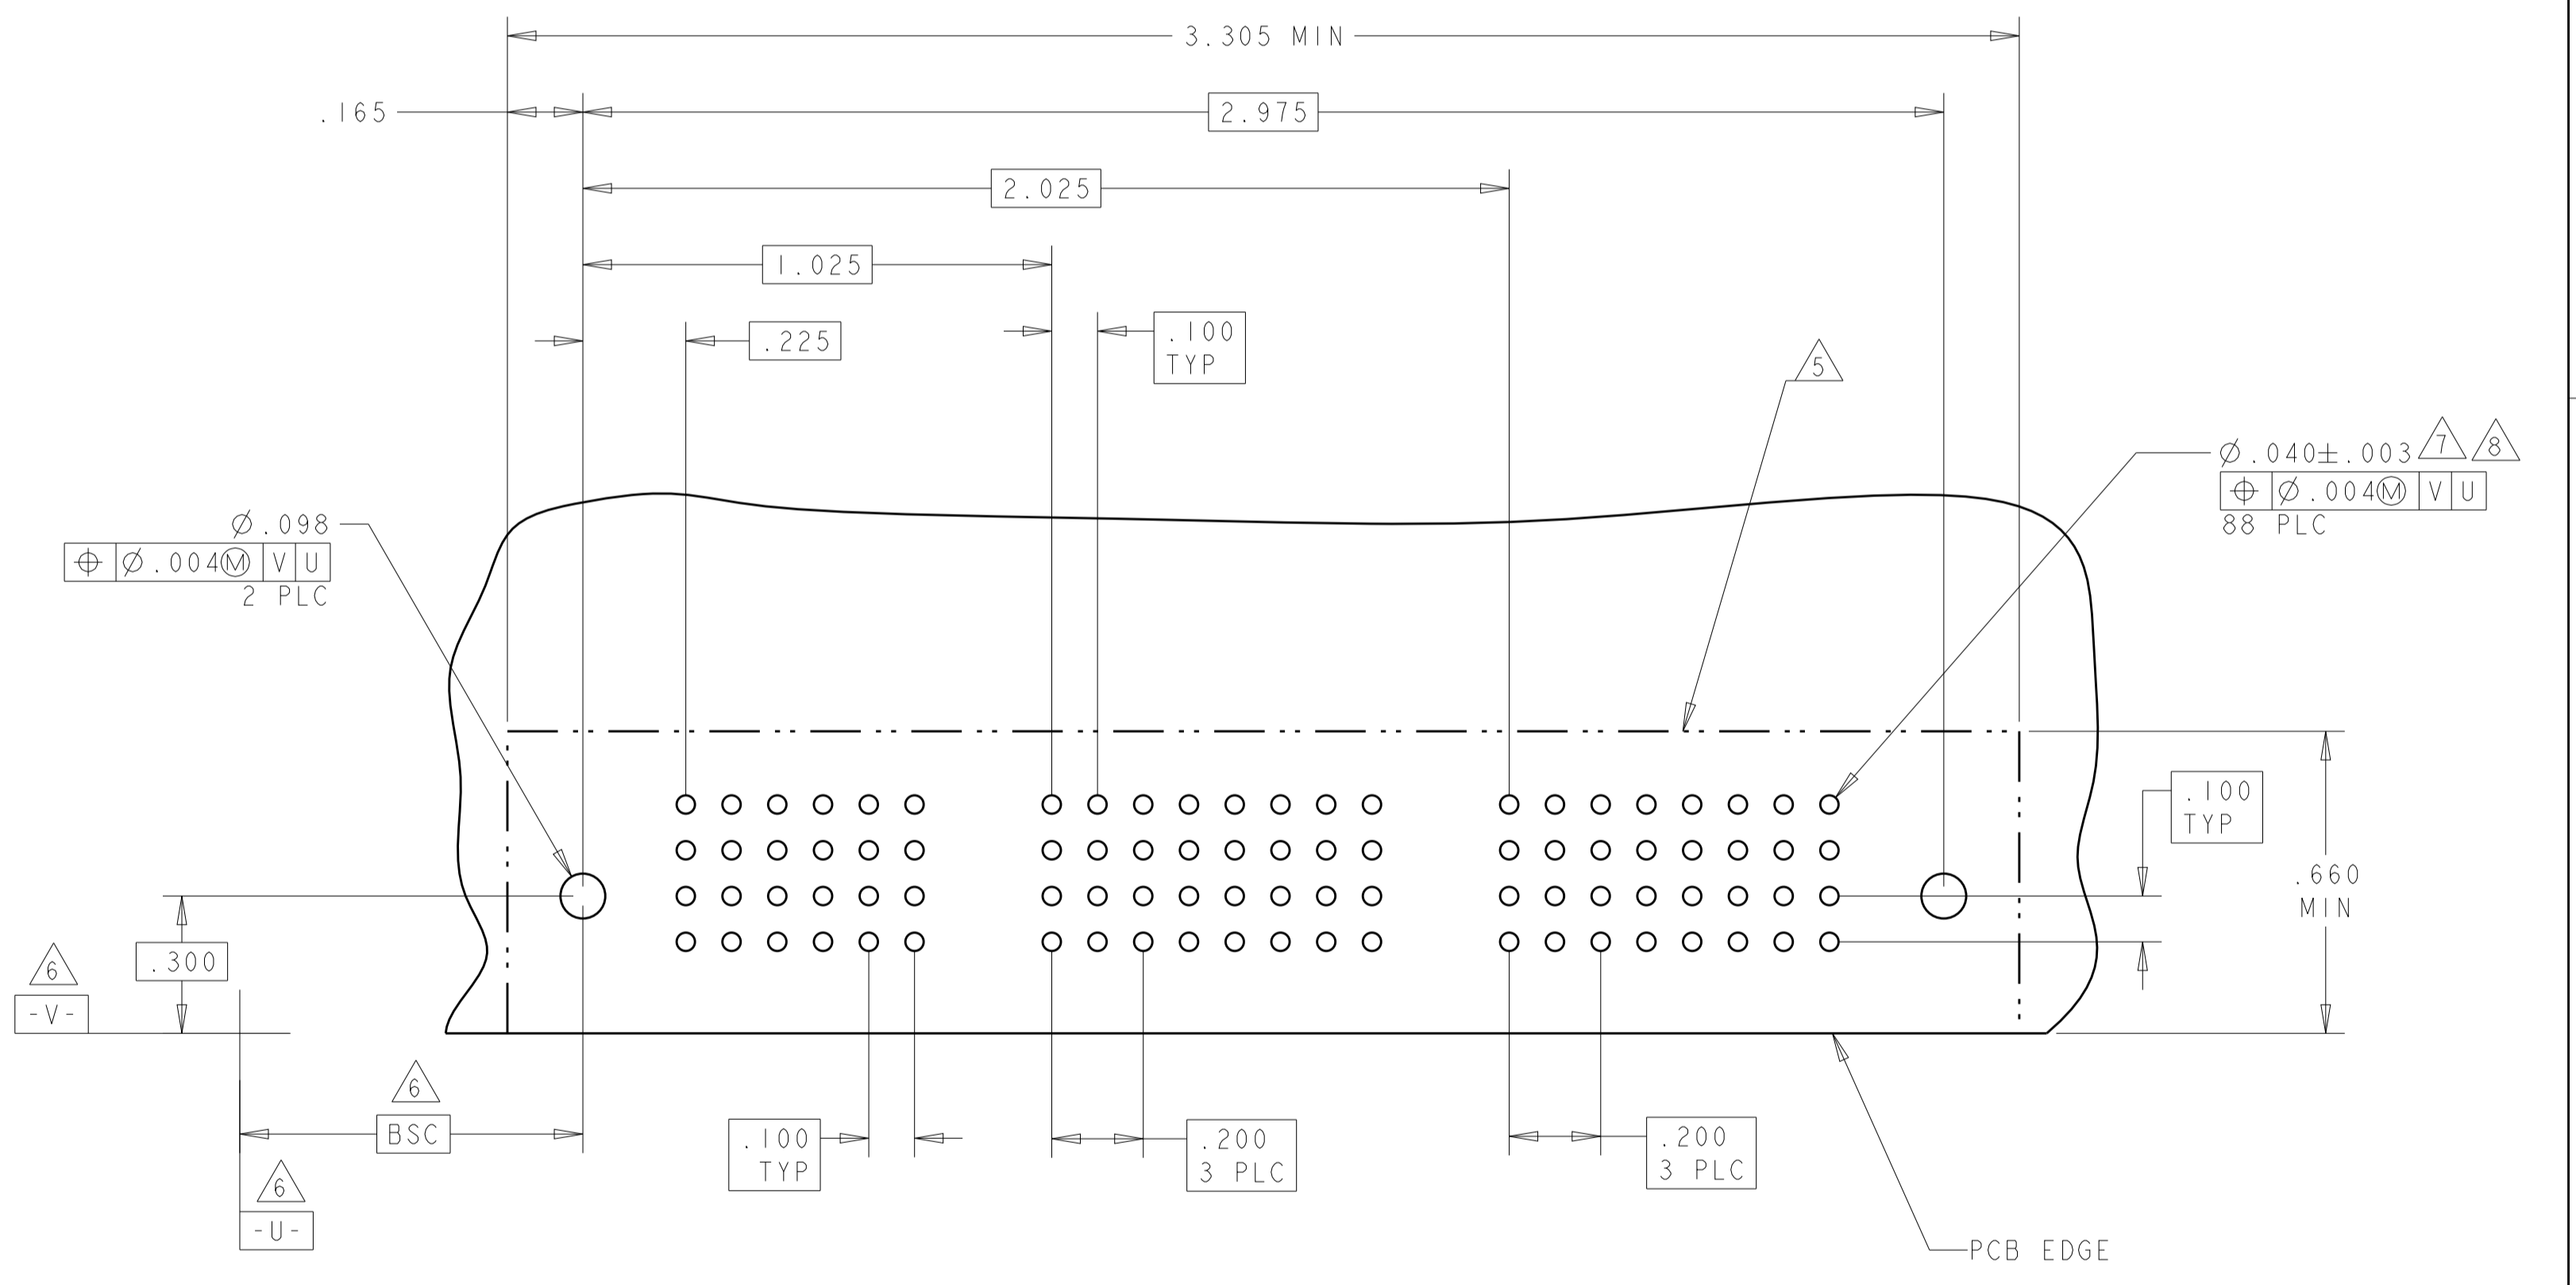 3.305 MIN
.165
2.975
2.025
1.025
.225
.100
TYP
5
Ø.040±.003 7 8
⌖ Ø.004Ⓜ V U
88 PLC
Ø.098
⌖ Ø.004Ⓜ V U
2 PLC
.100
TYP
.660
MIN
.300
6
-V-
6
BSC
6
-U-
.100
TYP
.200
3 PLC
.200
3 PLC
PCB EDGE